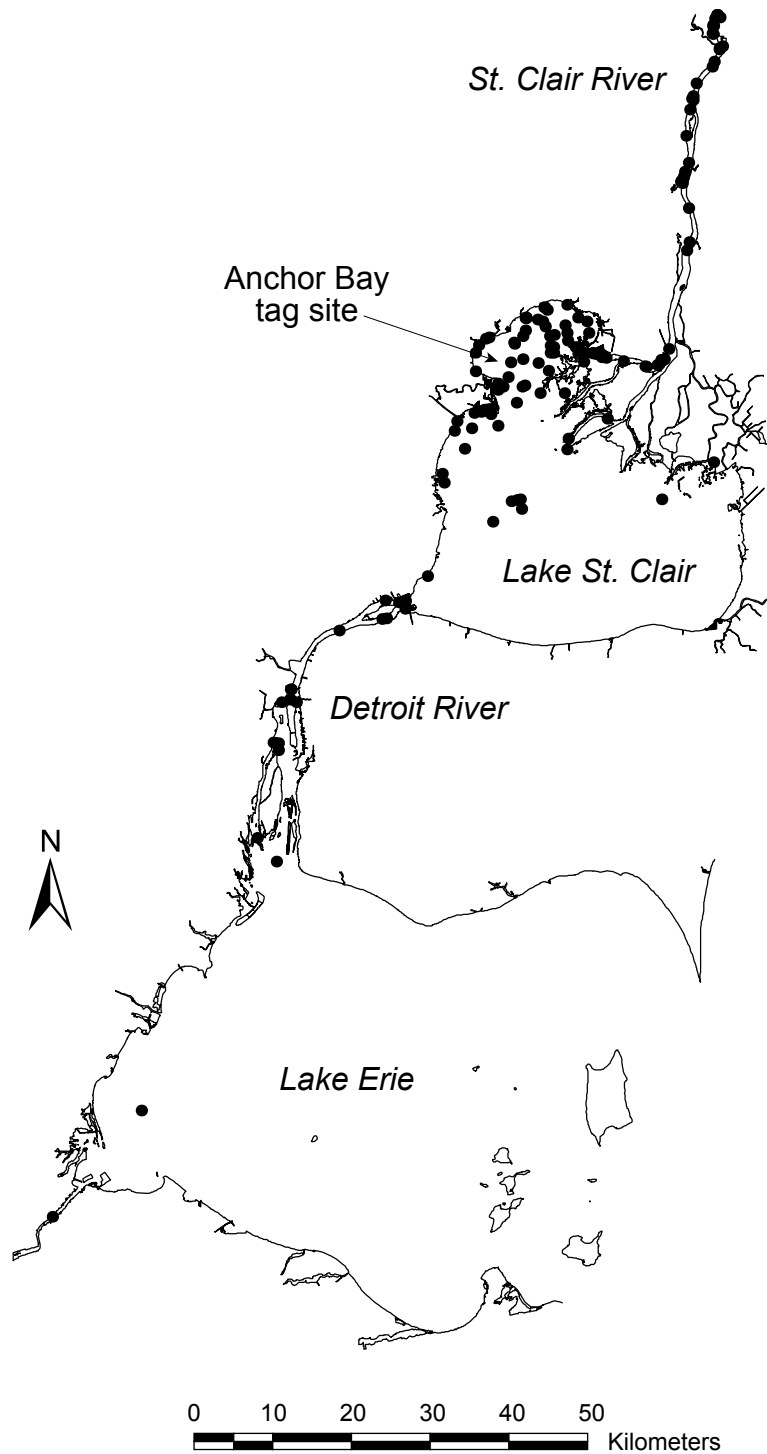 St. Clair River
Anchor Bay
tag site
Lake St. Clair
Detroit River
N
Lake Erie
0 10 20 30 40 50
Kilometers